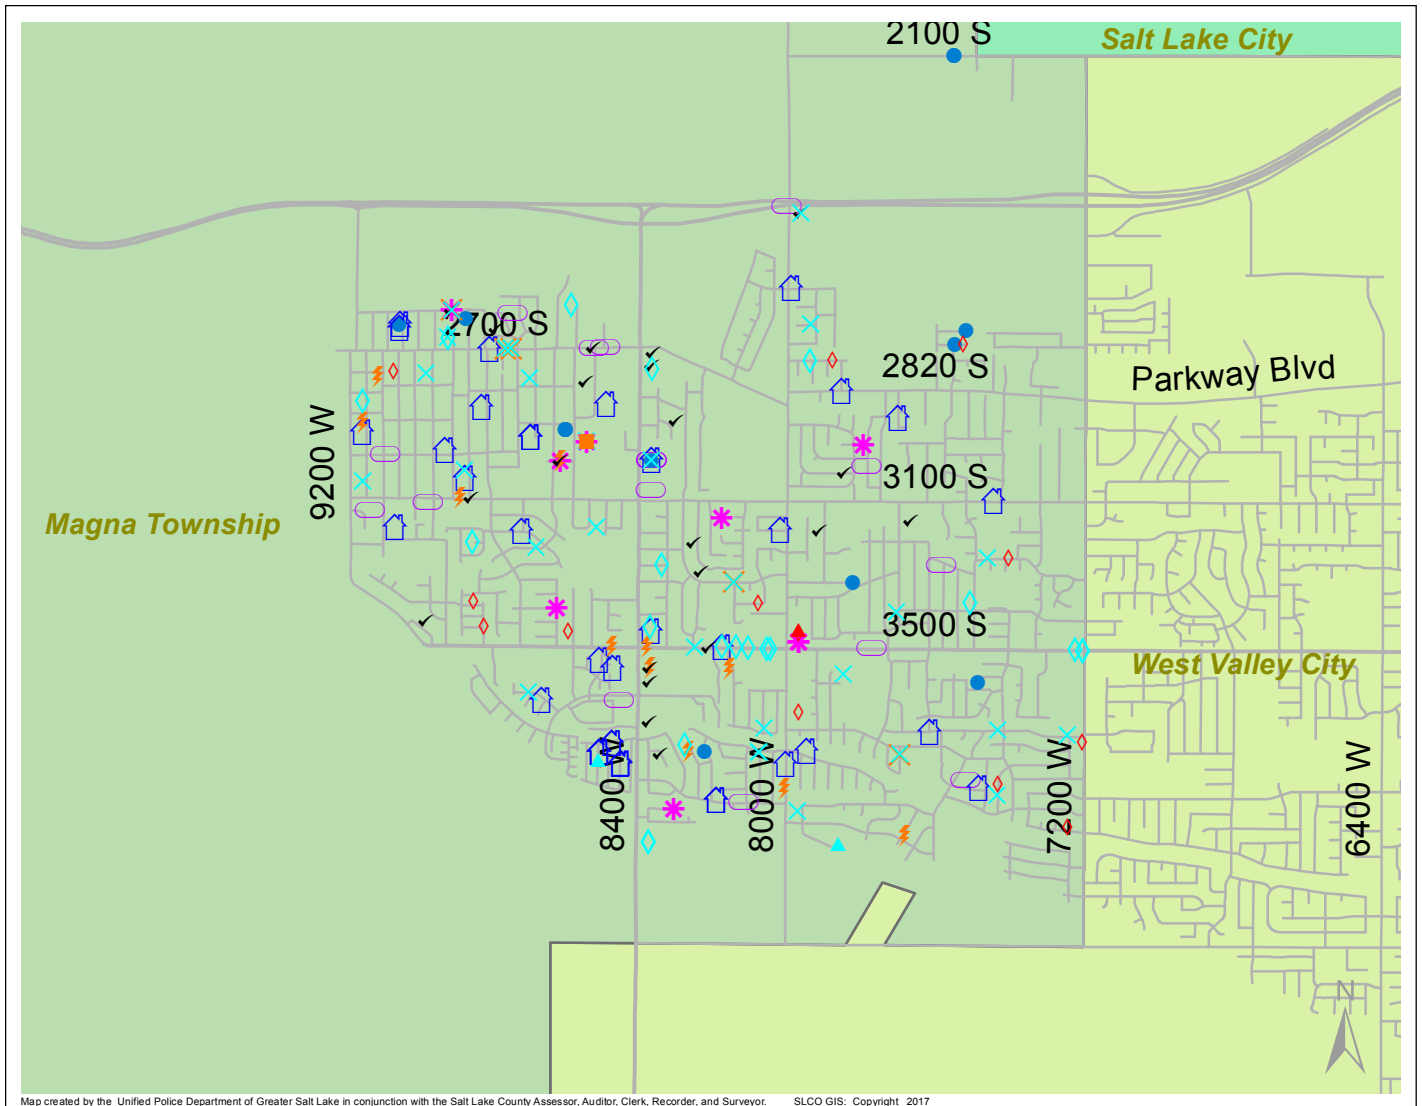 2100 S
Salt Lake City
2700 S
2820 S
Parkway Blvd
9200 W
3100 S
Magna Township
3500 S
West Valley City
8400 W
8000 W
7200 W
6400 W
N
Map created by the Unified Police Department of Greater Salt Lake in conjunction with the Salt Lake County Assessor, Auditor, Clerk, Recorder, and Surveyor. SLCO GIS: Copyright 2017